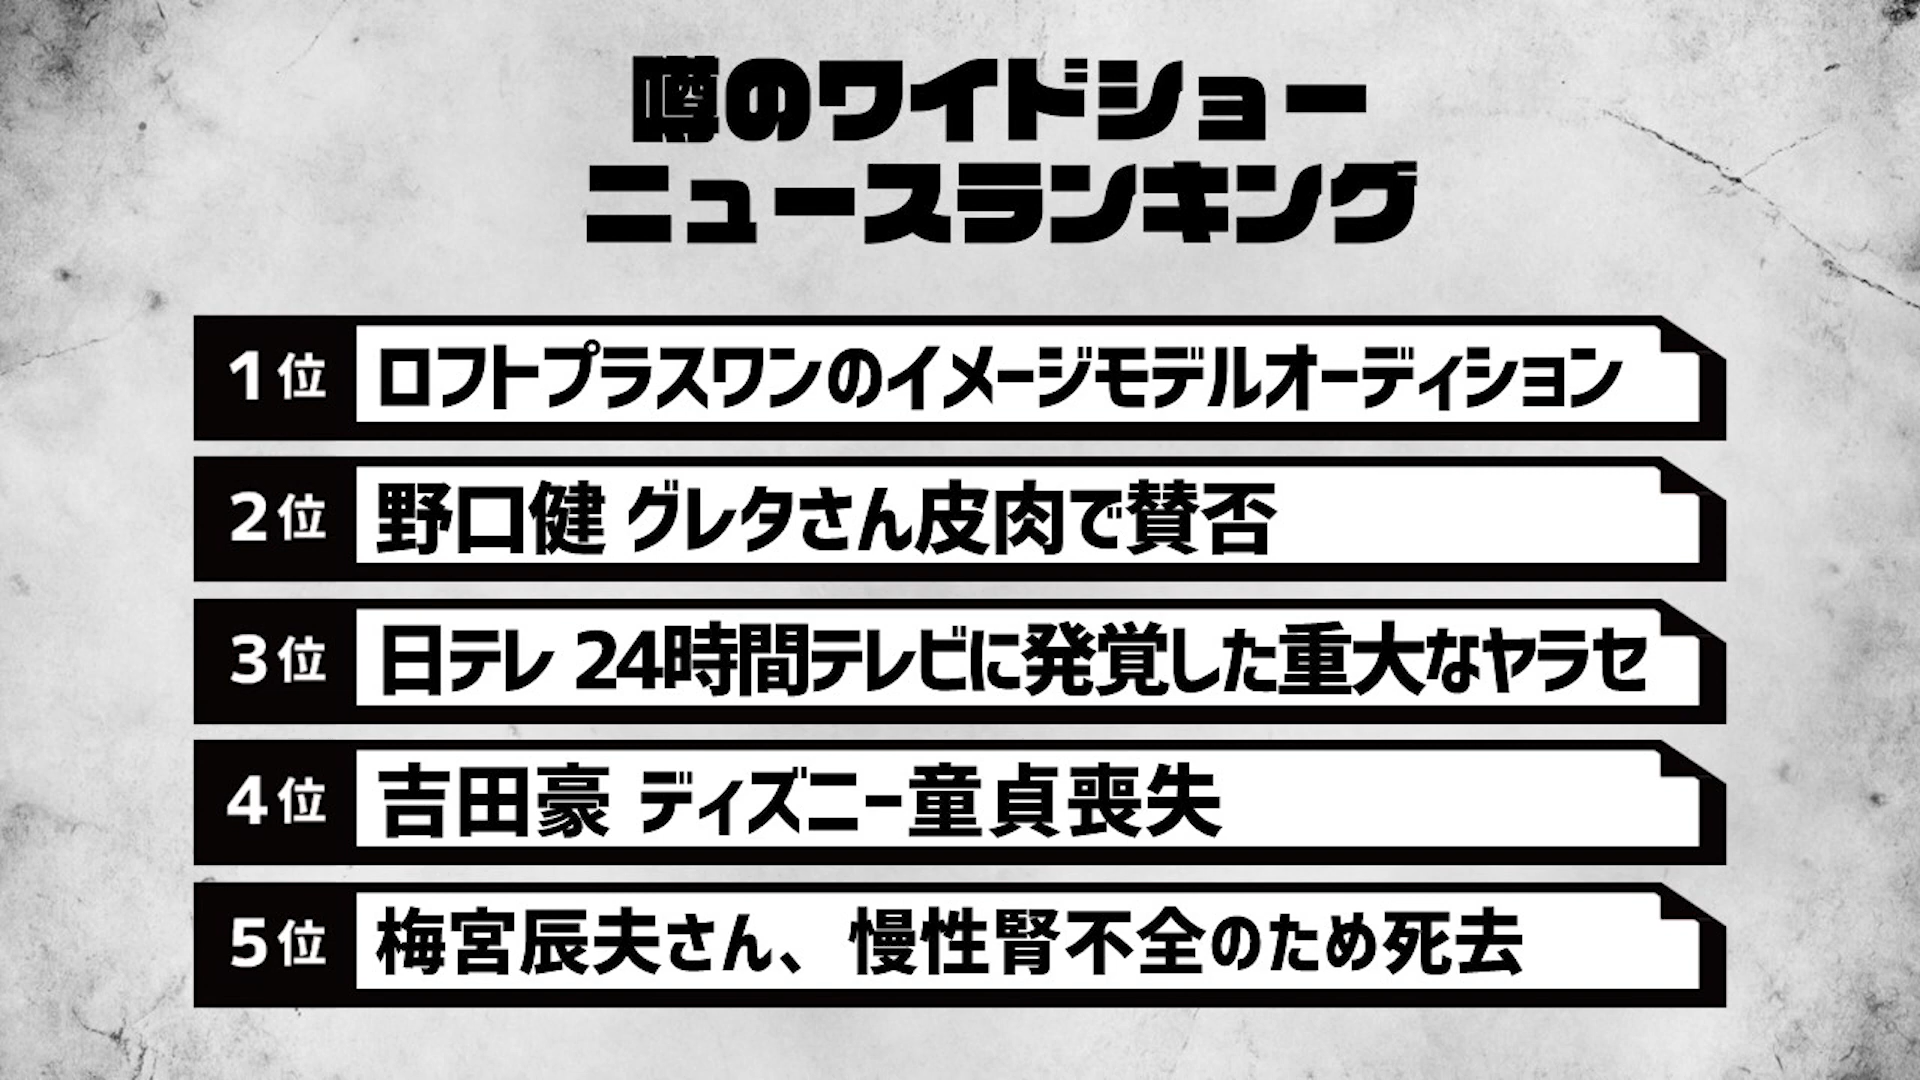 噂のワイドショー
ニュースランキング
1位 ロフトプラスワンのイメージモデルオーディション
2位 野口健 グレタさん皮肉で賛否
3位 日テレ 24時間テレビに発覚した重大なヤラセ
4位 吉田豪 ディズニー童貞喪失
5位 梅宮辰夫さん、慢性腎不全のため死去